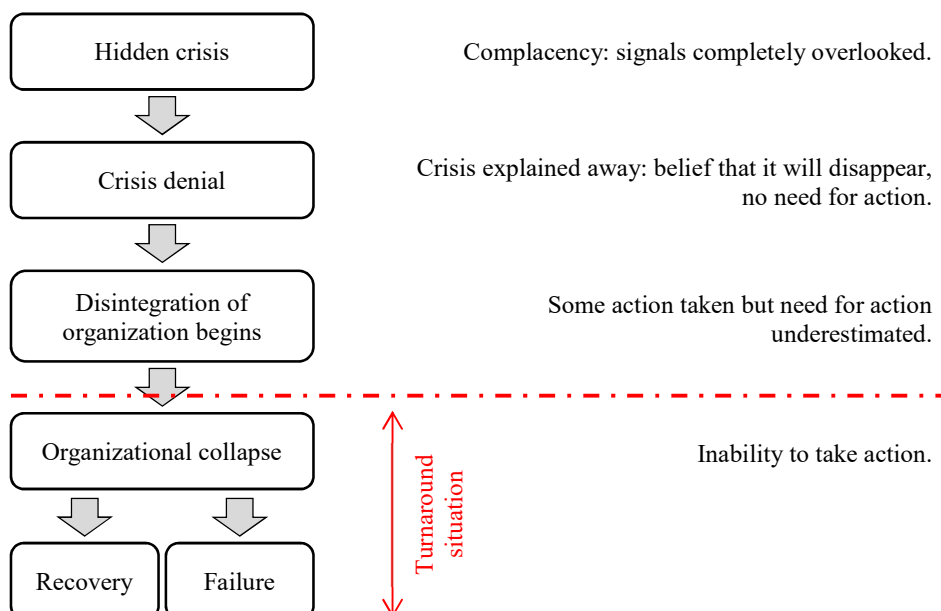 Hidden crisis
Complacency: signals completely overlooked.
Crisis denial
Crisis explained away: belief that it will disappear,
no need for action.
Disintegration of
organization begins
Some action taken but need for action
underestimated.
Organizational collapse
Turnaround
situation
Inability to take action.
Recovery
Failure